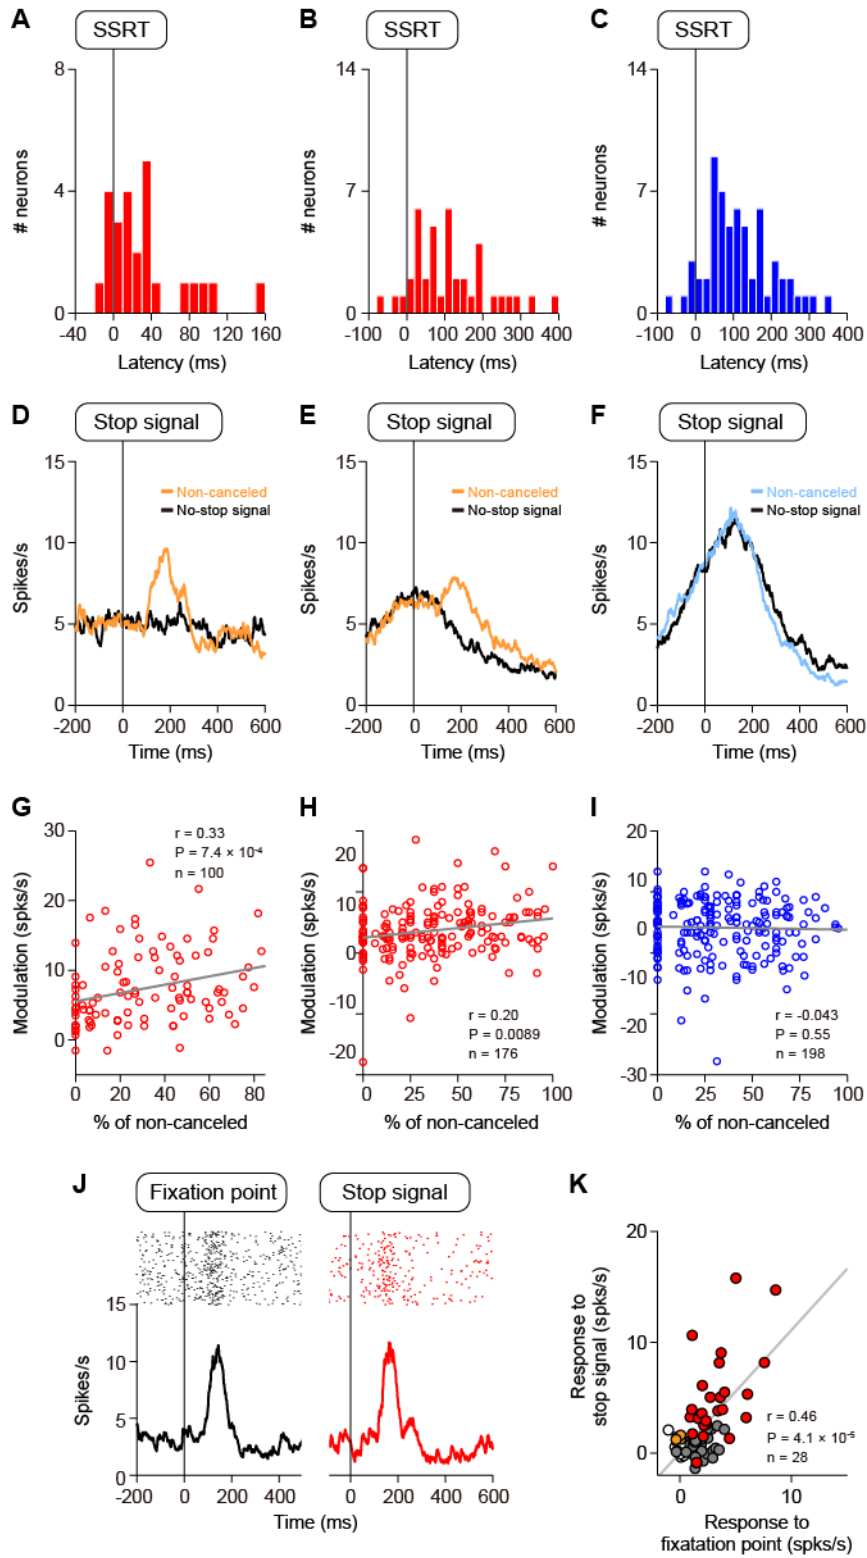 A
B
C
SSRT
SSRT
SSRT
8
4
0
# neurons
-40
0
40
80
120
160
Latency (ms)
14
7
0
# neurons
-100
0
100
200
300
400
Latency (ms)
14
7
0
# neurons
-100
0
100
200
300
400
Latency (ms)
D
E
F
Stop signal
Stop signal
Stop signal
15
10
5
0
Spikes/s
Non-canceled
No-stop signal
-200
0
200
400
600
Time (ms)
15
10
5
0
Spikes/s
Non-canceled
No-stop signal
-200
0
200
400
600
Time (ms)
15
10
5
0
Spikes/s
Non-canceled
No-stop signal
-200
0
200
400
600
Time (ms)
G
H
I
30
20
10
0
Modulation (spks/s)
r = 0.33
P = 7.4 × 10⁻⁴
n = 100
0
20
40
60
80
% of non-canceled
20
10
0
-10
-20
Modulation (spks/s)
r = 0.20
P = 0.0089
n = 176
0
25
50
75
100
% of non-canceled
20
10
0
-10
-20
-30
Modulation (spks/s)
r = -0.043
P = 0.55
n = 198
0
25
50
75
100
% of non-canceled
J
K
Fixation point
Stop signal
15
10
5
0
Spikes/s
-200
0
200
400
0
200
400
600
Time (ms)
20
10
0
Response to
stop signal (spks/s)
r = 0.46
P = 4.1 × 10⁻⁵
n = 28
0
10
Response to
fixatation point (spks/s)